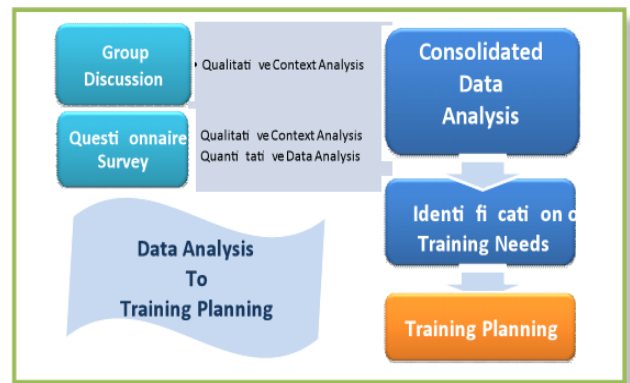 Group
Discussion
• Qualitati ve Context Analysis
Questi onnaire
Survey
Qualitati ve Context Analysis
Quanti tati ve Data Analysis
Consolidated
Data
Analysis
Identi fi cati on o
Training Needs
Training Planning
Data Analysis
To
Training Planning